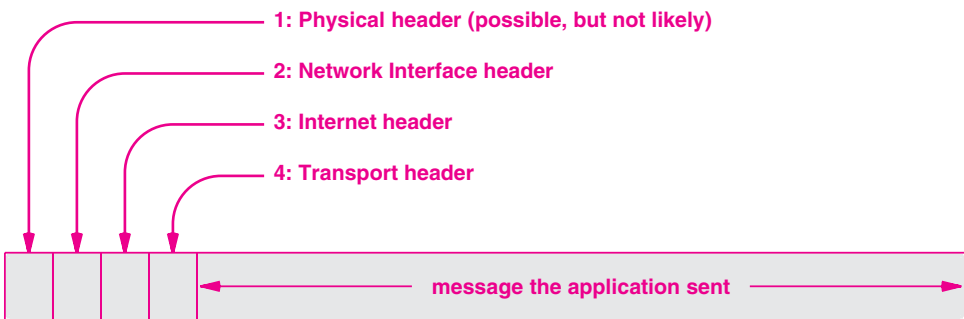 1: Physical header (possible, but not likely)
2: Network Interface header
3: Internet header
4: Transport header
message the application sent